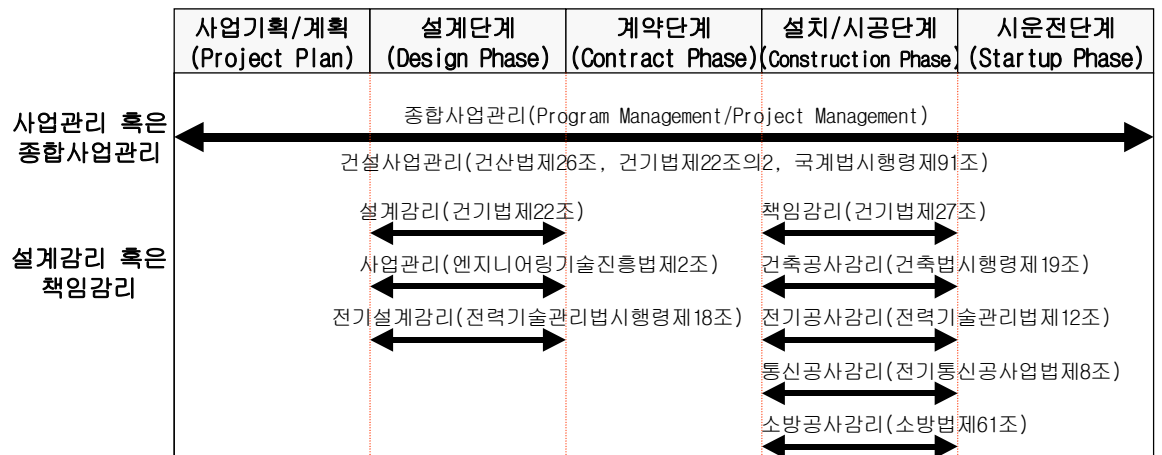 사업기획/계획 설계단계 계약단계 설치/시공단계 시운전단계
(Project Plan) (Design Phase) (Contract Phase) (Construction Phase) (Startup Phase)
종합사업관리(Program Management/Project Management)
사업관리 혹은
종합사업관리
건설사업관리(건산법제26조, 건기법제22조의2, 국계법시행령제91조)
설계감리(건기법제22조) 책임감리(건기법제27조)
설계감리 혹은
책임감리
사업관리(엔지니어링기술진흥법제2조) 건축공사감리(건축법시행령제19조)
전기설계감리(전력기술관리법시행령제18조) 전기공사감리(전력기술관리법제12조)
통신공사감리(전기통신공사업법제8조)
소방공사감리(소방법제61조)